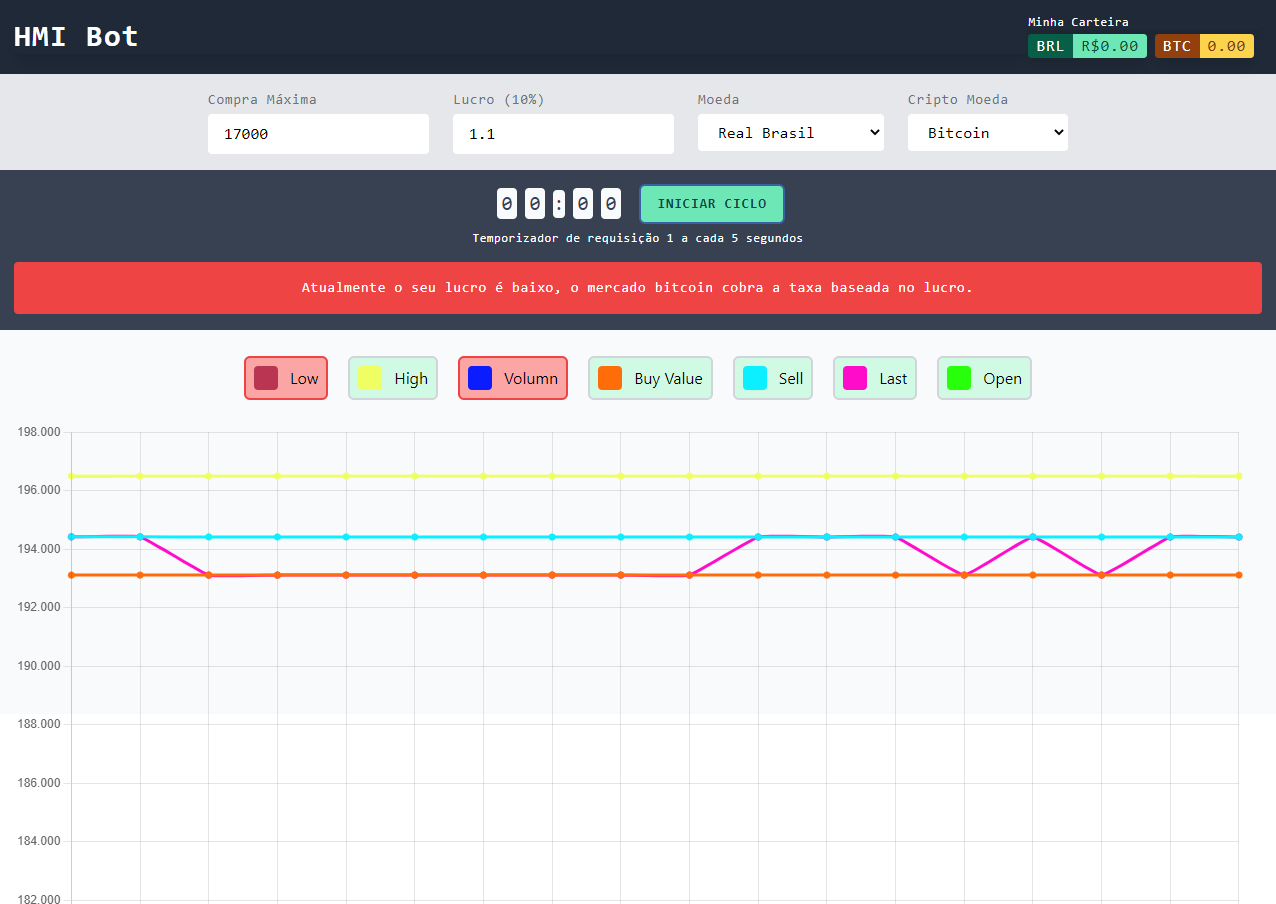 HMI Bot
Minha Carteira
BRL R$0.00 BTC 0.00
Compra Máxima Lucro (10%) Moeda Cripto Moeda
17000 1.1 Real Brasil Bitcoin
0 0 : 0 0 INICIAR CICLO
Temporizador de requisição 1 a cada 5 segundos
Atualmente o seu lucro é baixo, o mercado bitcoin cobra a taxa baseada no lucro.
Low High Volumn Buy Value Sell Last Open
198.000
196.000
194.000
192.000
190.000
188.000
186.000
184.000
182.000